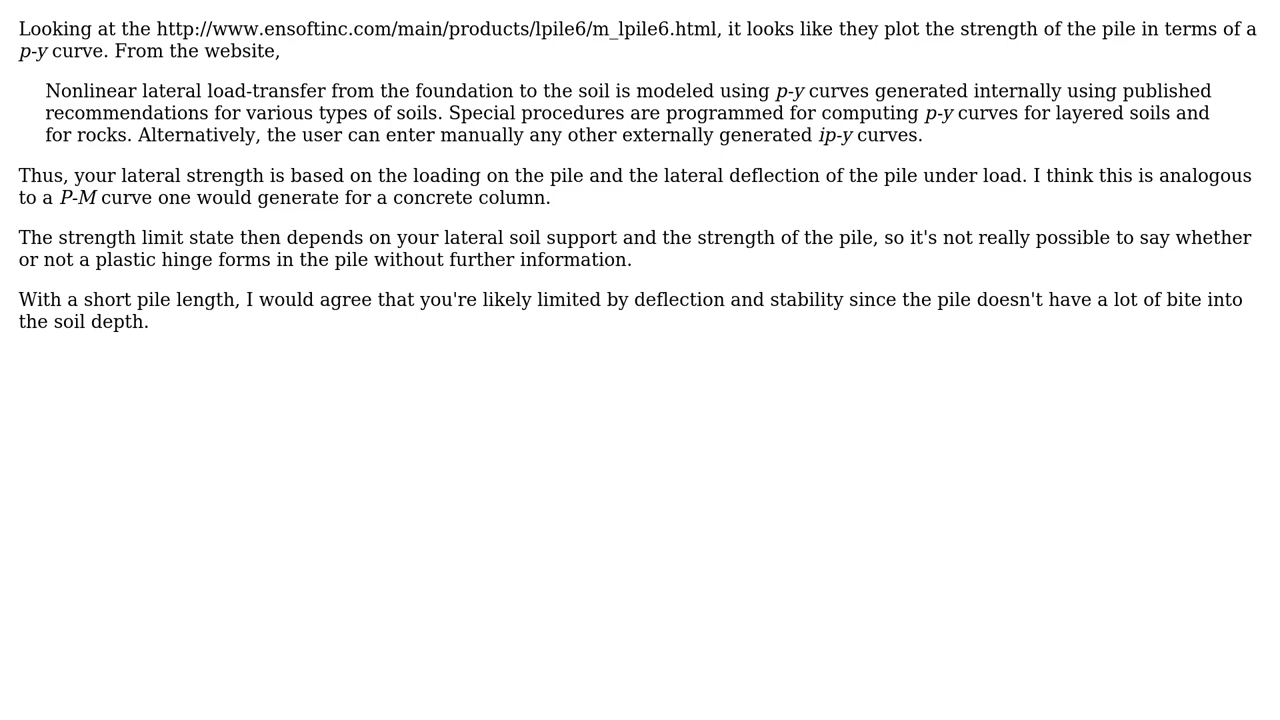 Looking at the http://www.ensoftinc.com/main/products/lpile6/m_lpile6.html, it looks like they plot the strength of the pile in terms of a
p-y curve. From the website,
Nonlinear lateral load-transfer from the foundation to the soil is modeled using p-y curves generated internally using published
recommendations for various types of soils. Special procedures are programmed for computing p-y curves for layered soils and
for rocks. Alternatively, the user can enter manually any other externally generated ip-y curves.
Thus, your lateral strength is based on the loading on the pile and the lateral deflection of the pile under load. I think this is analogous
to a P-M curve one would generate for a concrete column.
The strength limit state then depends on your lateral soil support and the strength of the pile, so it's not really possible to say whether
or not a plastic hinge forms in the pile without further information.
With a short pile length, I would agree that you're likely limited by deflection and stability since the pile doesn't have a lot of bite into
the soil depth.